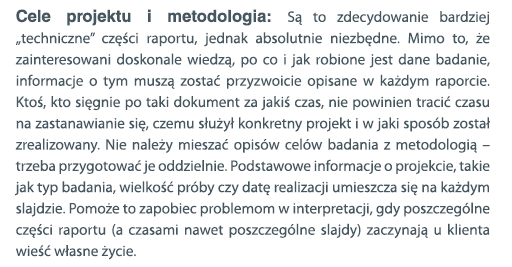 Cele projektu i metodologia: Są to zdecydowanie bardziej
„techniczne” części raportu, jednak absolutnie niezbędne. Mimo to, że
zainteresowani doskonale wiedzą, po co i jak robione jest dane badanie,
informacje o tym muszą zostać przyzwoicie opisane w każdym raporcie.
Ktoś, kto sięgnie po taki dokument za jakiś czas, nie powinien tracić czasu
na zastanawianie się, czemu służył konkretny projekt i w jaki sposób został
zrealizowany. Nie należy mieszać opisów celów badania z metodologią –
trzeba przygotować je oddzielnie. Podstawowe informacje o projekcie, takie
jak typ badania, wielkość próby czy datę realizacji umieszcza się na każdym
slajdzie. Pomoże to zapobiec problemom w interpretacji, gdy poszczególne
części raportu (a czasami nawet poszczególne slajdy) zaczynają u klienta
wieść własne życie.